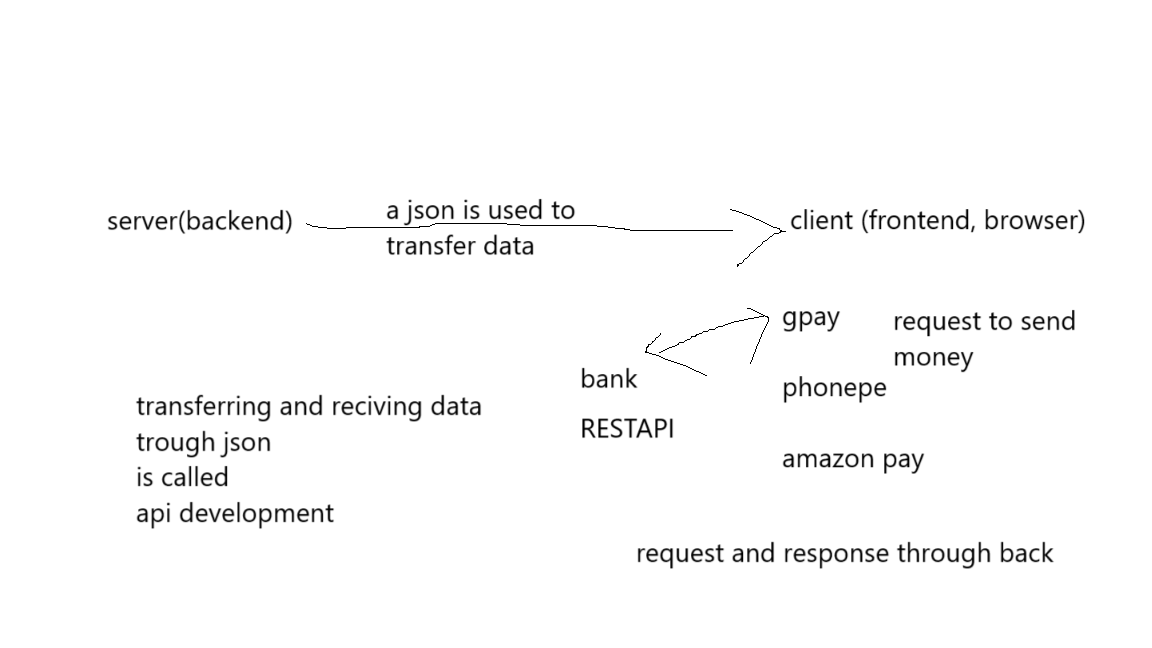 server(backend)
a json is used to
transfer data
client (frontend, browser)
gpay
request to send
money
bank
phonepe
RESTAPI
amazon pay
transferring and reciving data
trough json
is called
api development
request and response through back